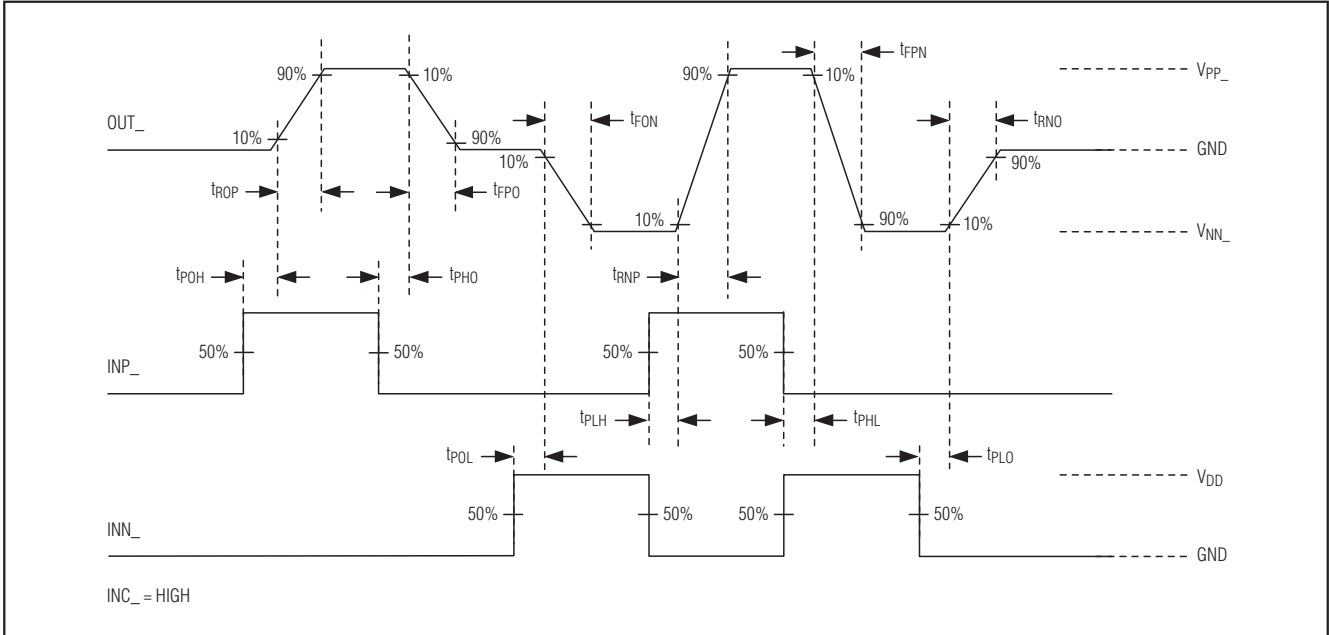 tFPN
90% 10% 90% 10% VPP_
OUT_ tFON tRNO
10% 90% 10% GND
90%
tROP tFPO
10% 90% 10% VNN_
tPOH tPHO tRNP
50% 50% 50% 50%
INP_
tPLH tPHL
tPOL tPLO
VDD
50% 50% 50% 50%
INN_
GND
INC_ = HIGH